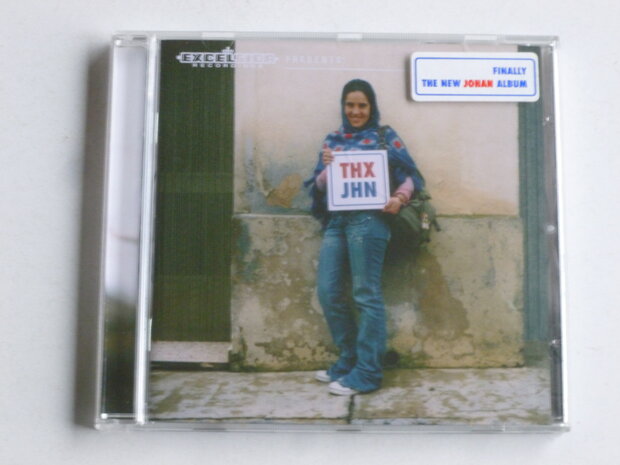 EXCELSIOR PRESENTS:
RECORDINGS
FINALLY
THE NEW JOHAN ALBUM
THX
JHN